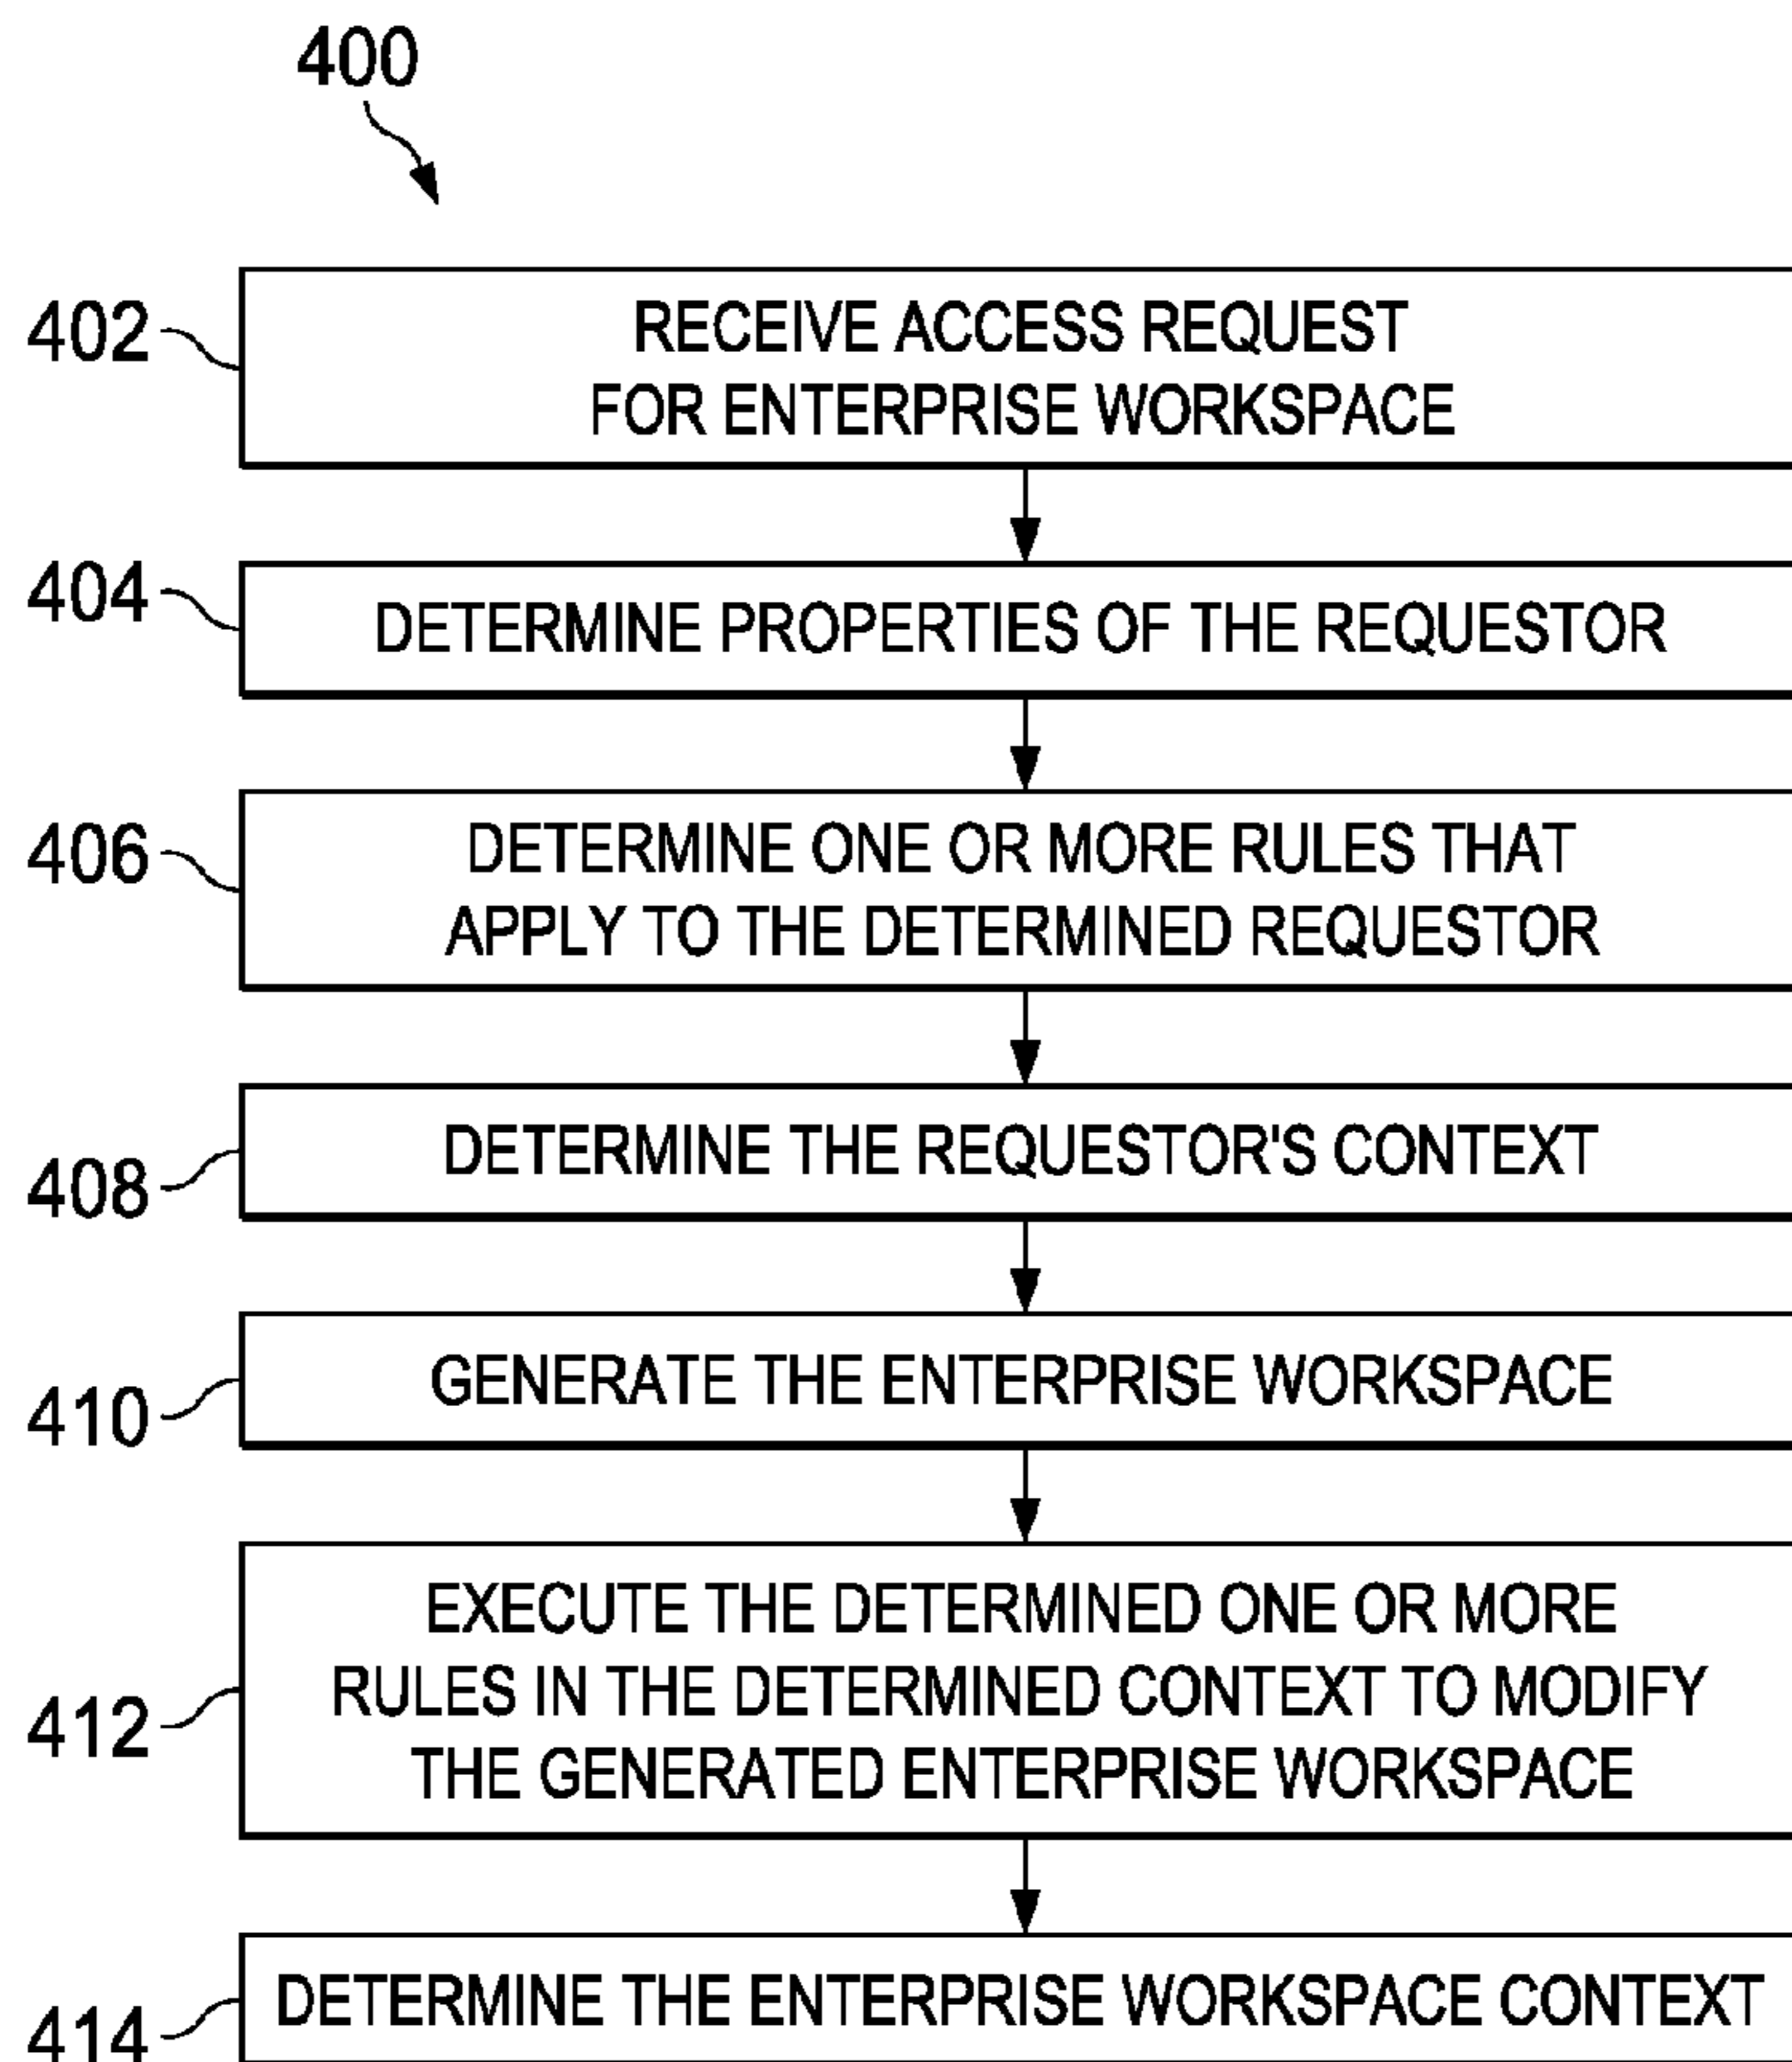 400
402
RECEIVE ACCESS REQUEST
FOR ENTERPRISE WORKSPACE
404
DETERMINE PROPERTIES OF THE REQUESTOR
406
DETERMINE ONE OR MORE RULES THAT
APPLY TO THE DETERMINED REQUESTOR
408
DETERMINE THE REQUESTOR'S CONTEXT
410
GENERATE THE ENTERPRISE WORKSPACE
412
EXECUTE THE DETERMINED ONE OR MORE
RULES IN THE DETERMINED CONTEXT TO MODIFY
THE GENERATED ENTERPRISE WORKSPACE
414
DETERMINE THE ENTERPRISE WORKSPACE CONTEXT